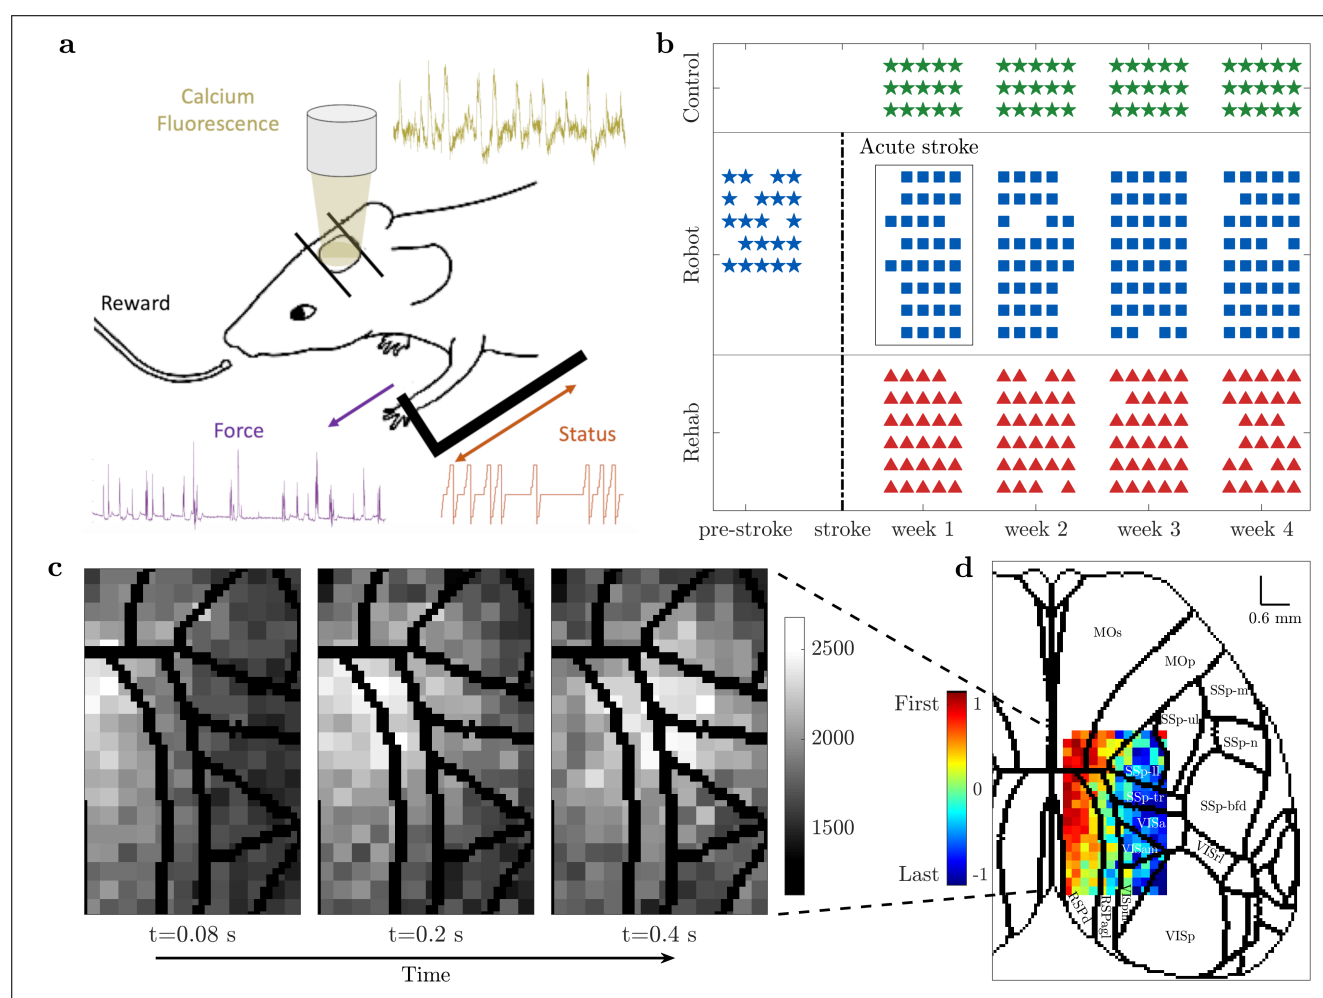 a
Calcium
Fluorescence
Reward
Force
Status
b
Control
Robot
Rehab
Acute stroke
pre-stroke
stroke
week 1
week 2
week 3
week 4
c
2500
2000
1500
t=0.08 s
t=0.2 s
t=0.4 s
Time
d
0.6 mm
First
Last
1
0
-1
MOs
MOp
SSp-m
SSp-ul
SSp-n
SSp-ll
SSp-tr
SSp-bfd
VISa
VISam
VISrl
VISpm
RSPd
RSPagl
VISp